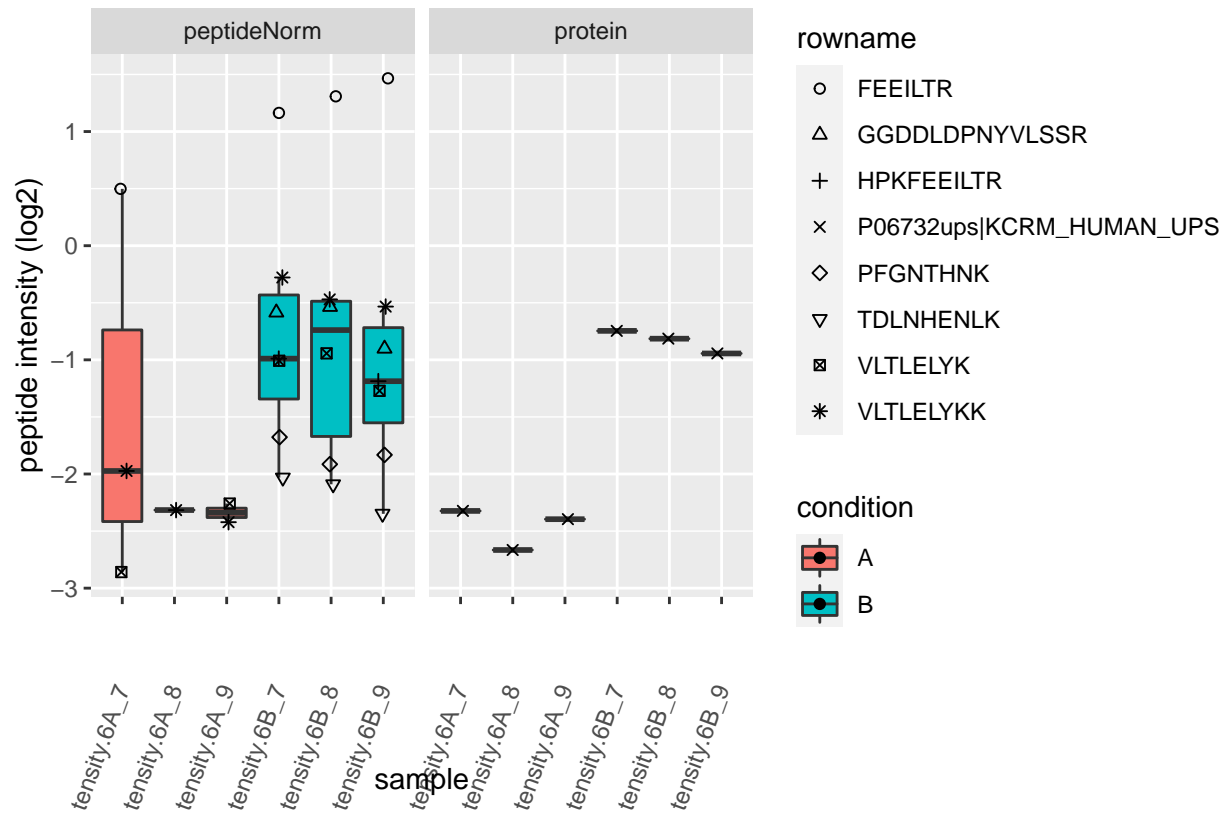 peptideNorm
protein
peptide intensity (log2)
1
0
−1
−2
−3
tensity.6A_7
tensity.6A_8
tensity.6A_9
tensity.6B_7
tensity.6B_8
tensity.6B_9
tensity.6A_7
tensity.6A_8
tensity.6A_9
tensity.6B_7
tensity.6B_8
tensity.6B_9
sample
rowname
FEEILTR
GGDDLDPNYVLSSR
HPKFEEILTR
P06732ups|KCRM_HUMAN_UPS
PFGNTHNK
TDLNHENLK
VLTLELYK
VLTLELYKK
condition
A
B